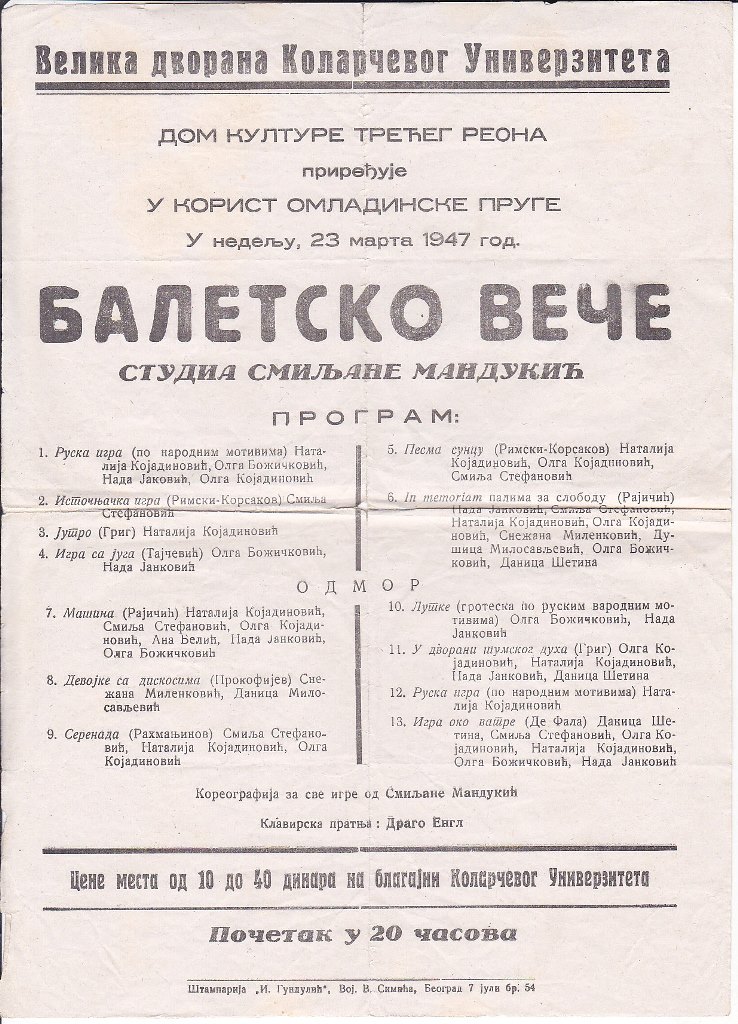 Велика дворана Коларчевог Универзитета
ДОМ КУЛТУРЕ ТРЕЋЕГ РЕОНА
приређује
У КОРИСТ ОМЛАДИНСКЕ ПРУГЕ
У недељу, 23 марта 1947 год.
БАЛЕТСКО ВЕЧЕ
СТУДИА СМИЉАНЕ МАНДУКИЋ
ПРОГРАМ:
1. Руска игра (по народним мотивима) Ната-
лија Којадиновић, Олга Божичковић,
Нада Јаковић, Олга Којадиновић
2. Источњачка игра (Римски-Корсаков) Смиља
Стефановић
3. Јутро (Григ) Наталија Којадиновић
4. Игра са југа (Тајчевић) Олга Божичковић,
Нада Јанковић
5. Песма сунцу (Римски-Корсаков) Наталија
Којадиновић, Олга Којадиновић,
Смиља Стефановић
6. In memoriam палима за слободу (Рајичић)
Нада Јанковић, Смиља Стефановић,
Наталија Којадиновић, Олга Којади-
новић, Снежана Миленковић, Ду-
шица Милосављевић, Олга Божич-
ковић, Даница Шетина
ОДМОР
7. Машина (Рајичић) Наталија Којадиновић,
Смиља Стефановић, Олга Којади-
новић, Ана Белић, Нада Јанковић,
Олга Божичковић
8. Девојке са дискосима (Прокофијев) Сне-
жана Миленковић, Даница Мило-
сављевић
9. Серенада (Рахмањинов) Смиља Стефано-
вић, Наталија Којадиновић, Олга
Којадиновић
10. Лутке (гротеска по руским вародним мо-
тивима) Олга Божичковић, Нада
Јанковић
11. У дворани шумског духа (Григ) Олга Ко-
јадиновић, Наталија Којадиновић,
Нада Јанковић, Даница Шетина
12. Руска игра (по народним мотивима) Ната-
лија Којадиновић
13. Игра око ватре (Де Фала) Даница Ше-
тина, Смиља Стефановић, Олга Ко-
јадиновић, Наталија Којадиновић,
Олга Божичковић, Нада Јанковић
Кореографија за све игре од Смиљане Мандукић
Клавирска пратња : Драго Енгл
Цене места од 10 до 40 динара на благајни Коларчевог Универзитета
Почетак у 20 часова
Штампарија „И. Гундулић“, Вој. В. Симића, Београд 7 јули бр. 54